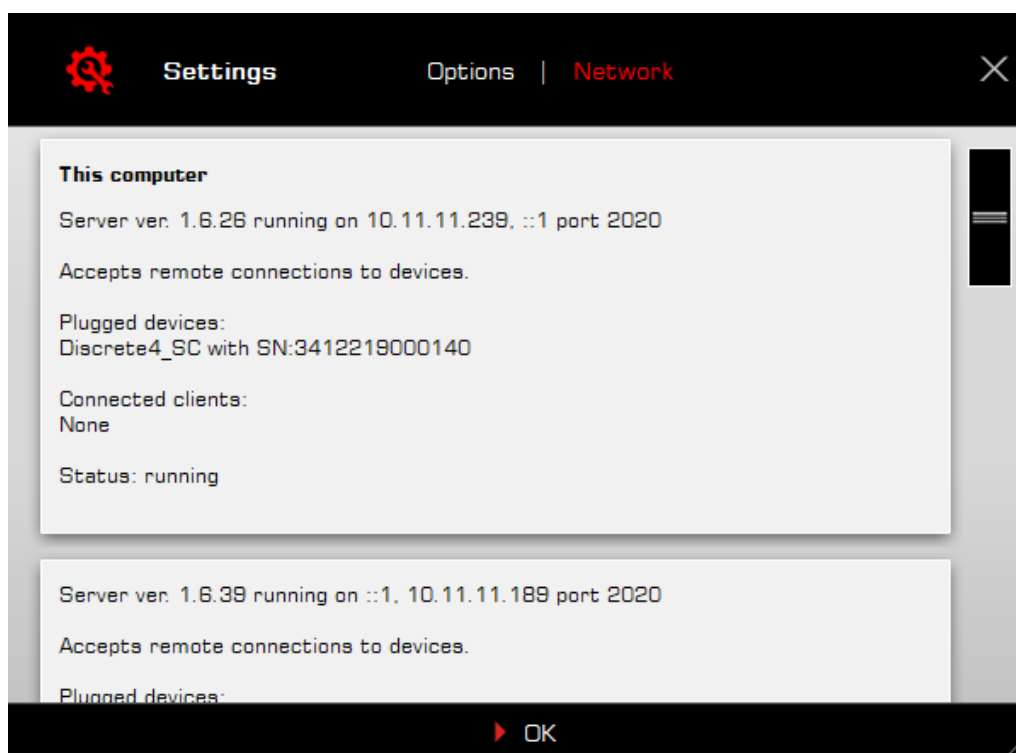 Settings
Options | Network
This computer
Server ver. 1.6.26 running on 10.11.11.239, ::1 port 2020
Accepts remote connections to devices.
Plugged devices:
Discrete4_SC with SN:3412219000140
Connected clients:
None
Status: running
Server ver. 1.6.39 running on ::1, 10.11.11.189 port 2020
Accepts remote connections to devices.
Plugged devices:
OK